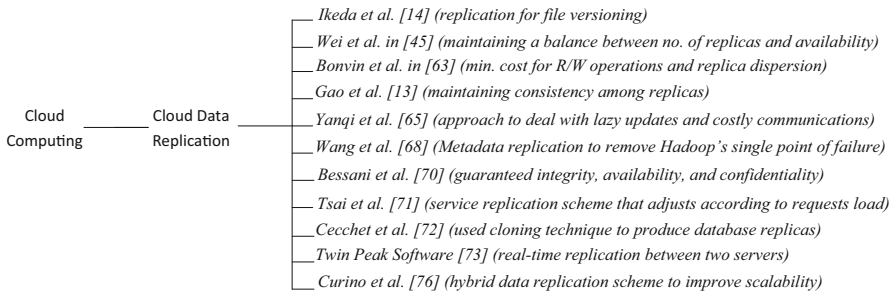 Ikeda et al. [14] (replication for file versioning)
Wei et al. in [45] (maintaining a balance between no. of replicas and availability)
Bonvin et al. in [63] (min. cost for R/W operations and replica dispersion)
Gao et al. [13] (maintaining consistency among replicas)
Cloud
Computing
Cloud Data
Replication
Yanqi et al. [65] (approach to deal with lazy updates and costly communications)
Wang et al. [68] (Metadata replication to remove Hadoop's single point of failure)
Bessani et al. [70] (guaranteed integrity, availability, and confidentiality)
Tsai et al. [71] (service replication scheme that adjusts according to requests load)
Cecchet et al. [72] (used cloning technique to produce database replicas)
Twin Peak Software [73] (real-time replication between two servers)
Curino et al. [76] (hybrid data replication scheme to improve scalability)